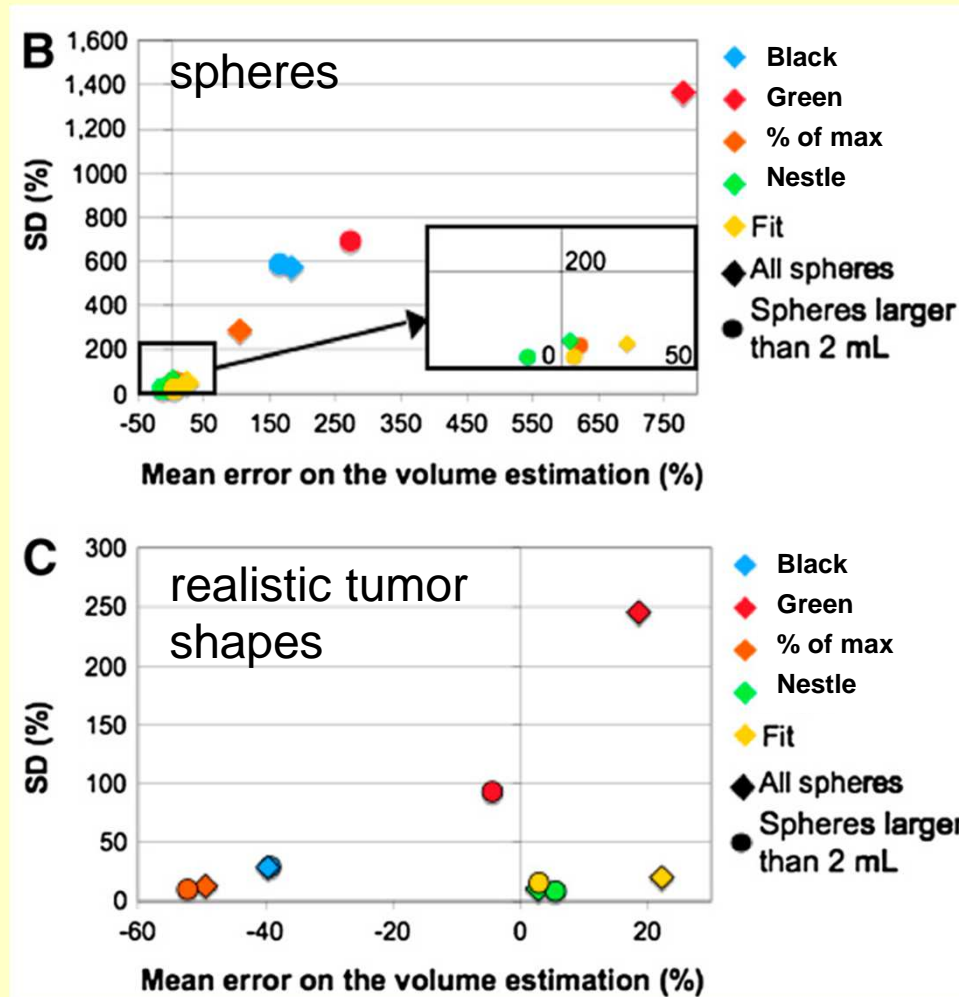 B
spheres
1,600
1,400
1,200
1000
800
600
400
200
0
SD (%)
200
0
50
-50
50
150
250
350
450
550
650
750
Mean error on the volume estimation (%)
Black
Green
% of max
Nestle
Fit
All spheres
Spheres larger
than 2 mL
C
realistic tumor
shapes
300
250
200
150
100
50
0
SD (%)
-60
-40
-20
0
20
Mean error on the volume estimation (%)
Black
Green
% of max
Nestle
Fit
All spheres
Spheres larger
than 2 mL